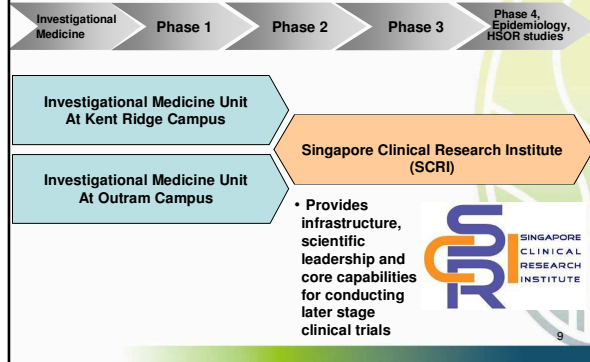 Investigational
Medicine
Phase 1
Phase 2
Phase 3
Phase 4,
Epidemiology,
HSOR studies
Investigational Medicine Unit
At Kent Ridge Campus
Singapore Clinical Research Institute
(SCRI)
Investigational Medicine Unit
At Outram Campus
• Provides
infrastructure,
scientific
leadership and
core capabilities
for conducting
later stage
clinical trials
SCRI
SINGAPORE
CLINICAL
RESEARCH
INSTITUTE
9